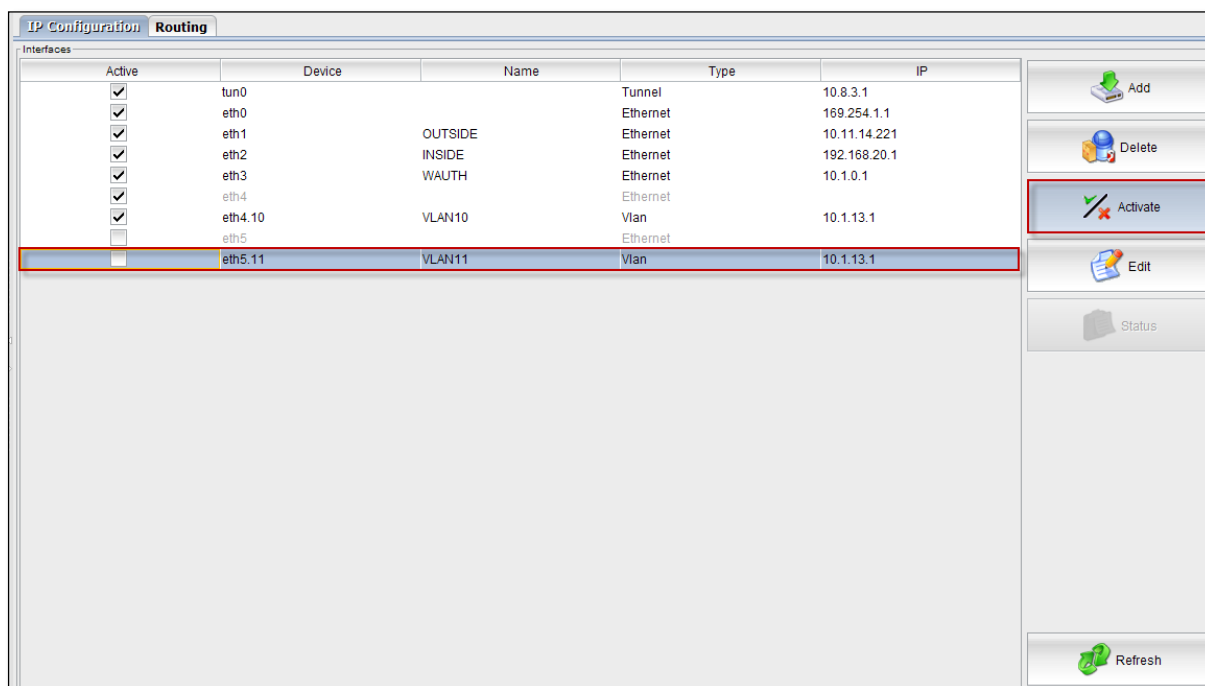 IP Configuration Routing
Interfaces
Active Device Name Type IP
tun0 Tunnel 10.8.3.1
eth0 Ethernet 169.254.1.1
eth1 OUTSIDE Ethernet 10.11.14.221
eth2 INSIDE Ethernet 192.168.20.1
eth3 WAUTH Ethernet 10.1.0.1
eth4 Ethernet
eth4.10 VLAN10 Vlan 10.1.13.1
eth5 Ethernet
eth5.11 VLAN11 Vlan 10.1.13.1
Add
Delete
Activate
Edit
Status
Refresh